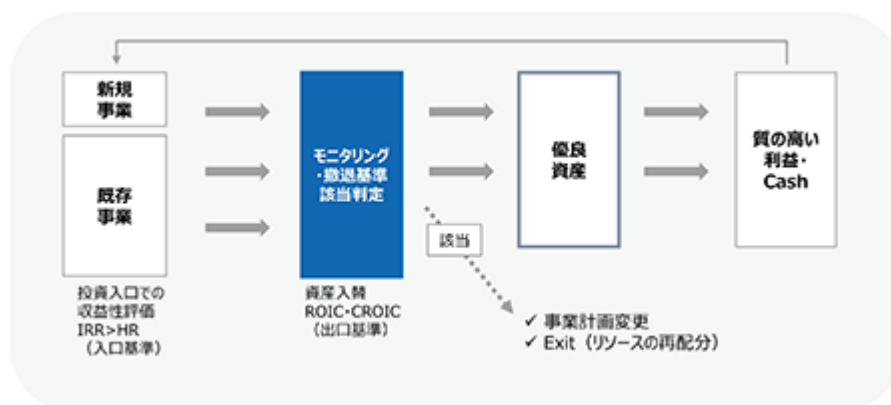 新規
事業
既存
事業
投資入口での
収益性評価
IRR>HR
（入口基準）
モニタリング
・撤退基準
該当判定
資産入替
ROIC・CROIC
（出口基準）
該当
✓ 事業計画変更
✓ Exit（リソースの再配分）
優良
資産
質の高い
利益・
Cash